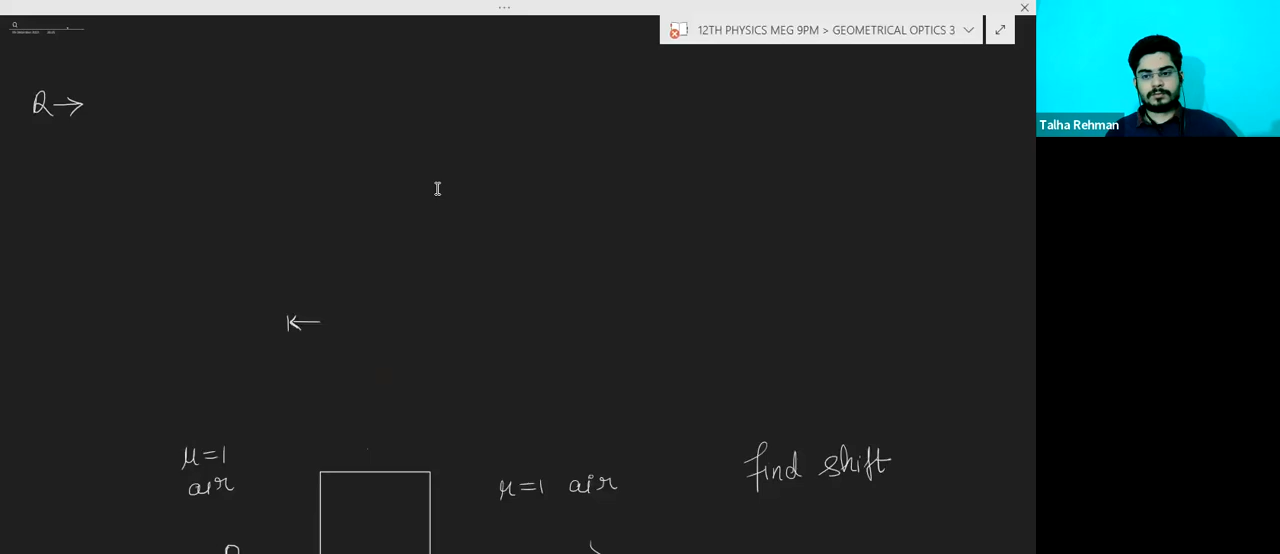 12TH PHYSICS MEG 9PM > GEOMETRICAL OPTICS 3
Q →
Talha Rehman
μ = 1
air
μ = 1 air
find shift